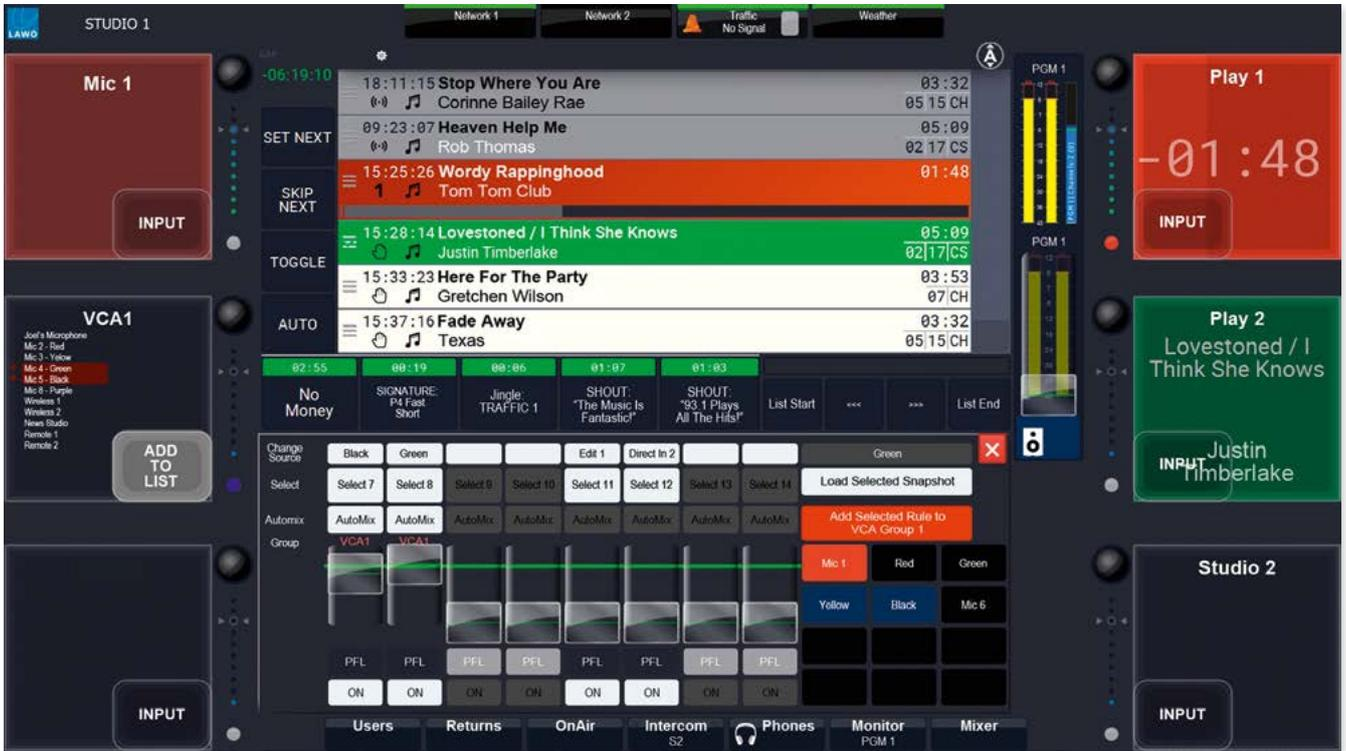 LAWO
STUDIO 1
Network 1
Network 2
Traffic
No Signal
Weather
Mic 1
INPUT
VCA1
Joel's Microphone
Mic 2 - Red
Mic 3 - Yellow
Mic 4 - Green
Mic 5 - Black
Mic 8 - Purple
Wireless 1
Wireless 2
News Studio
Remote 1
Remote 2
ADD
TO
LIST
INPUT
-06:19:10
SET NEXT
SKIP
NEXT
TOGGLE
AUTO
18:11:15 Stop Where You Are 03:32
Corinne Bailey Rae 05 15 CH
09:23:07 Heaven Help Me 05:09
Rob Thomas 02 17 CS
15:25:26 Wordy Rappinghood 01:48
1 Tom Tom Club
15:28:14 Lovestoned / I Think She Knows 05:09
Justin Timberlake 02 17 CS
15:33:23 Here For The Party 03:53
Gretchen Wilson 07 CH
15:37:16 Fade Away 03:32
Texas 05 15 CH
02:55 00:19 00:06 01:07 01:03
No
Money
SIGNATURE:
P4 Fast
Short
Jingle:
TRAFFIC 1
SHOUT:
"The Music Is
Fantastic!"
SHOUT:
"93.1 Plays
All The Hits!"
List Start
<<<
>>>
List End
Change
Source
Black Green Edit 1 Direct In 2
Select
Select 7 Select 8 Select 9 Select 10 Select 11 Select 12 Select 13 Select 14
Automix
AutoMix AutoMix AutoMix AutoMix AutoMix AutoMix AutoMix AutoMix
Group
VCA1 VCA1
PFL PFL PFL PFL PFL PFL PFL PFL
ON ON ON ON ON ON ON ON
Green
X
Load Selected Snapshot
Add Selected Rule to
VCA Group 1
Mic 1 Red Green
Yellow Black Mic 6
Users
Returns
OnAir
Intercom
S2
Phones
Monitor
PGM 1
Mixer
A
PGM 1
PGM 1
Play 1
-01:48
INPUT
Play 2
Lovestoned / I
Think She Knows
Justin
Timberlake
INPUT
Studio 2
INPUT